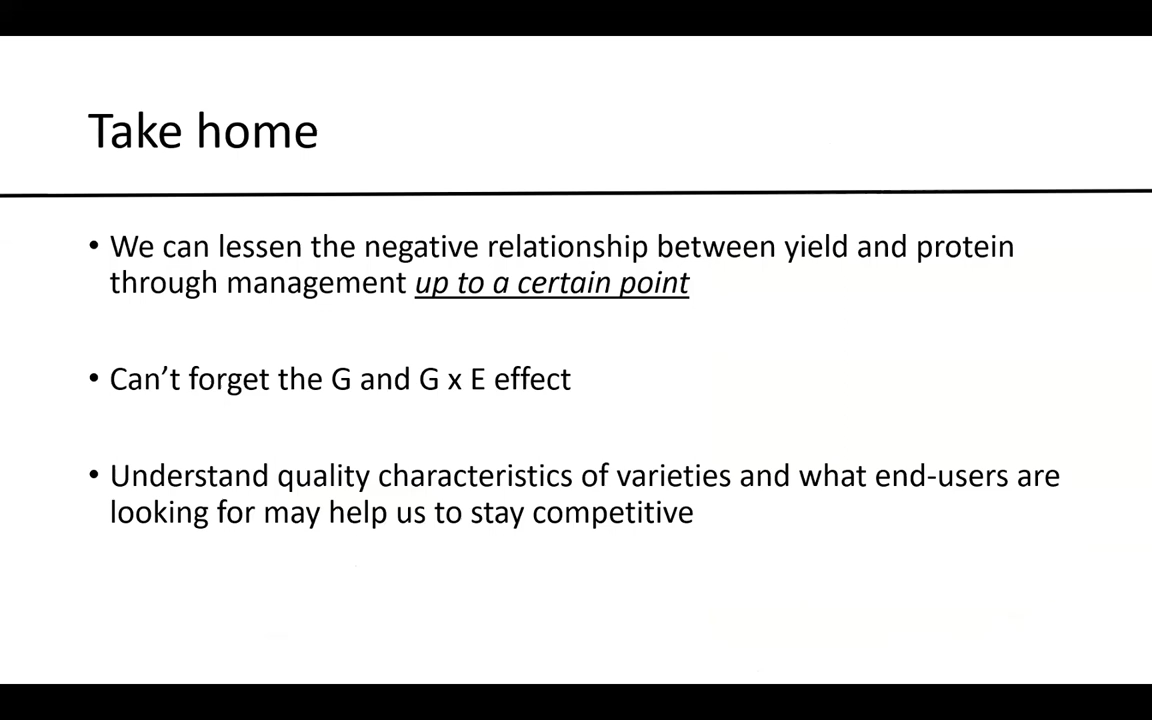 Take home
• We can lessen the negative relationship between yield and protein
through management up to a certain point
• Can’t forget the G and G x E effect
• Understand quality characteristics of varieties and what end-users are
looking for may help us to stay competitive